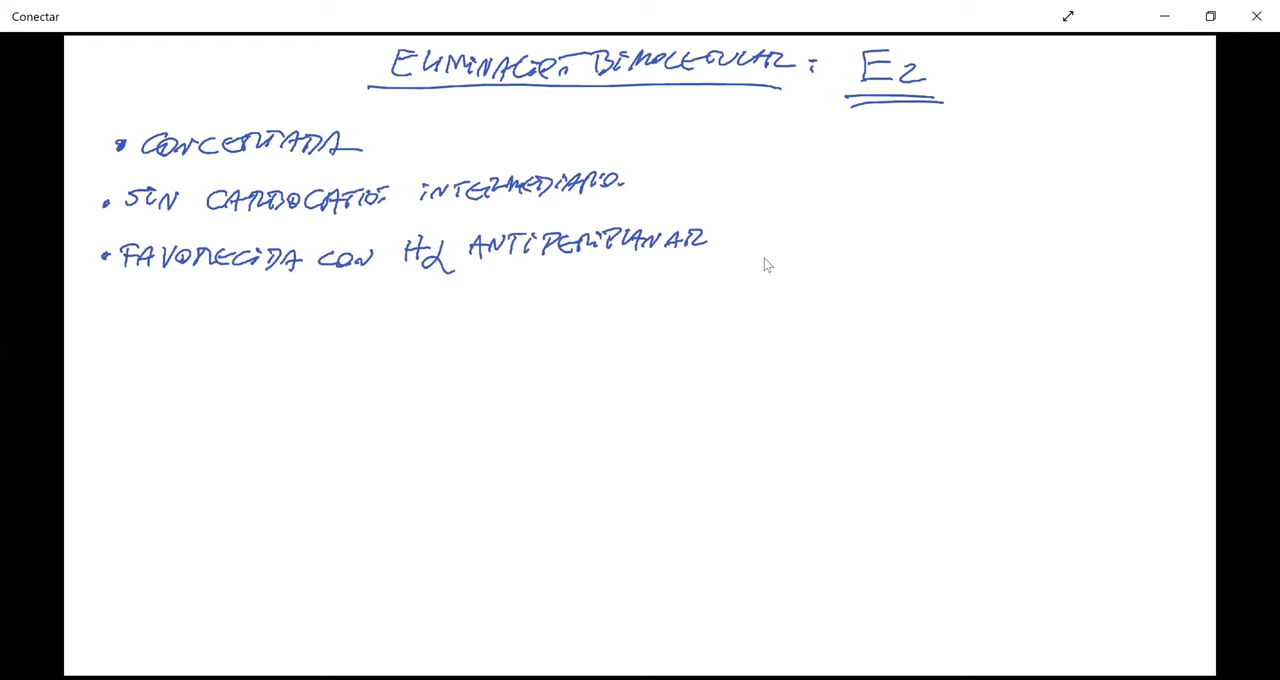 Conectar
ELIMINACIÓN BIMOLECULAR : E2
• CONCERTADA
• SIN CARBOCATIÓN INTERMEDIARIO.
• FAVORECIDA CON Hα ANTIPERIPLANAR